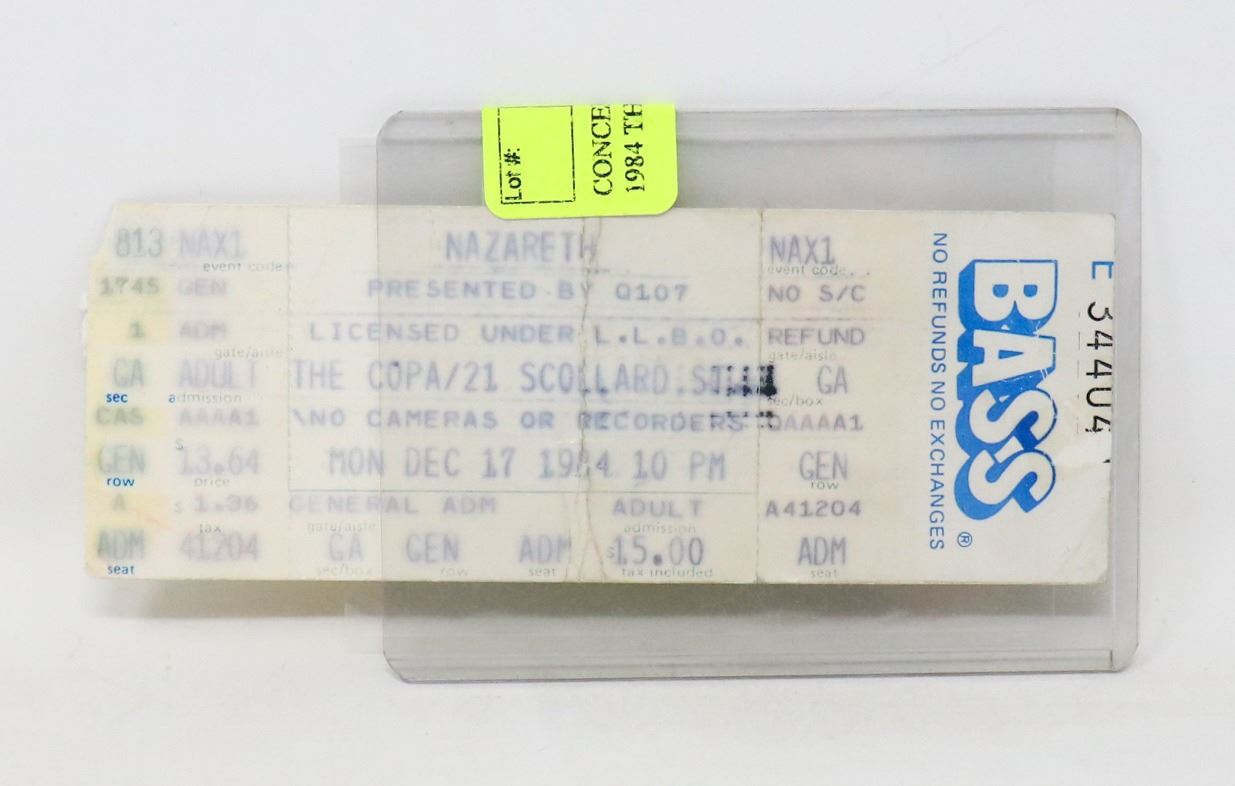 Lot #:
CONCE
1984 TH
813 NAX1 NAZARETH NAX1
event code event code
1745 GEN PRESENTED BY Q107 NO S/C
1 ADM LICENSED UNDER L.L.B.O. REFUND
gate/aisle gate/aisle
GA ADULT THE COPA/21 SCOLLARD GA
sec admission sec/box
CAS AAAA1 \NO CAMERAS OR RECORDERS 0AAAA1
$
GEN 13.64 MON DEC 17 1984 10 PM GEN
row price row
A $ 1.36 GENERAL ADM ADULT A41204
tax gate/aisle admission
ADM 41204 GA GEN ADM $15.00 ADM
seat sec/box row seat tax included seat
NO REFUNDS NO EXCHANGES
BASS®
E 34404